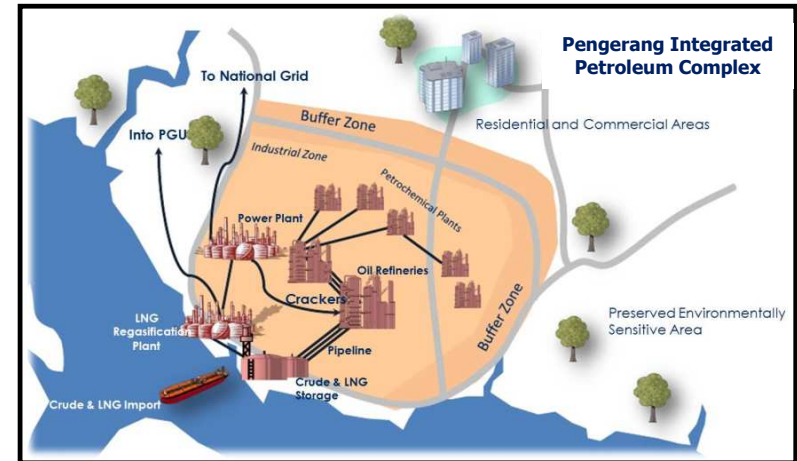 Pengerang Integrated
Petroleum Complex
To National Grid
Buffer Zone
Residential and Commercial Areas
Into PGU
Industrial Zone
Petrochemical Plants
Power Plant
Oil Refineries
Crackers
LNG
Regasification
Plant
Buffer Zone
Preserved Environmentally
Sensitive Area
Pipeline
Crude & LNG
Storage
Crude & LNG Import